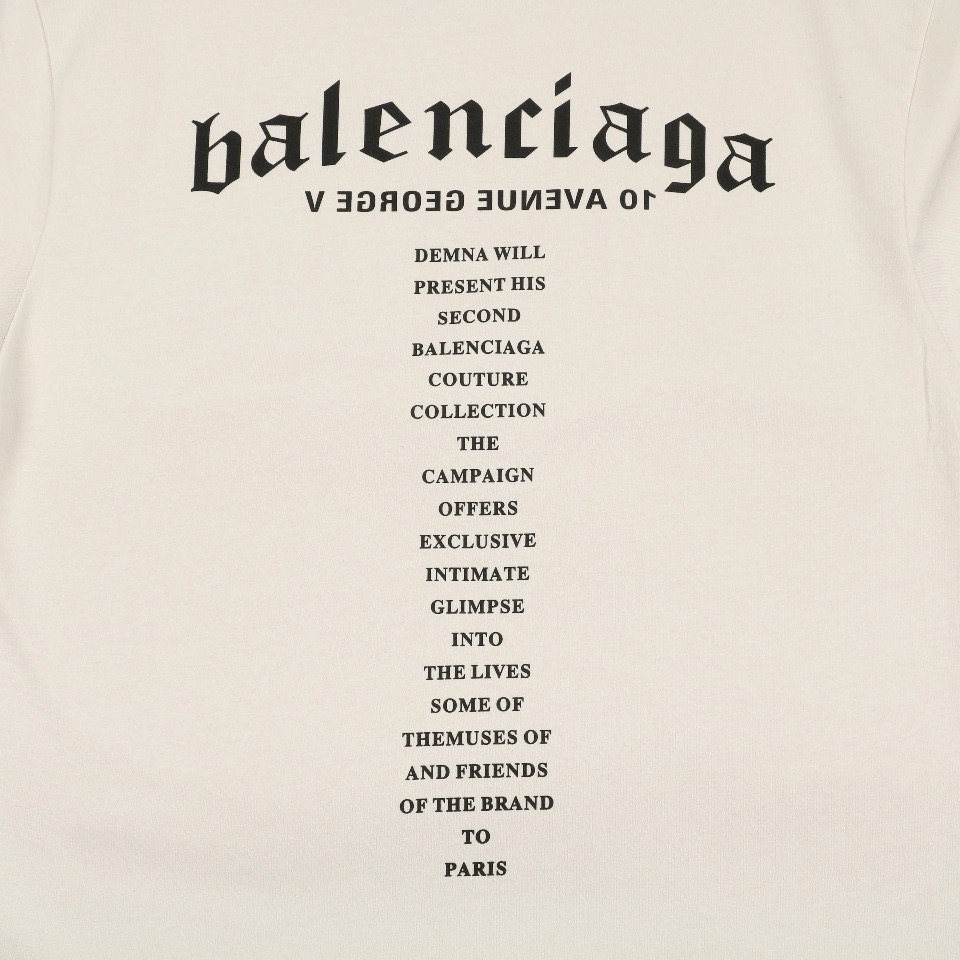 balenciaga
10 AVENUE GEORGE V
DEMNA WILL
PRESENT HIS
SECOND
BALENCIAGA
COUTURE
COLLECTION
THE
CAMPAIGN
OFFERS
EXCLUSIVE
INTIMATE
GLIMPSE
INTO
THE LIVES
SOME OF
THEMUSES OF
AND FRIENDS
OF THE BRAND
TO
PARIS